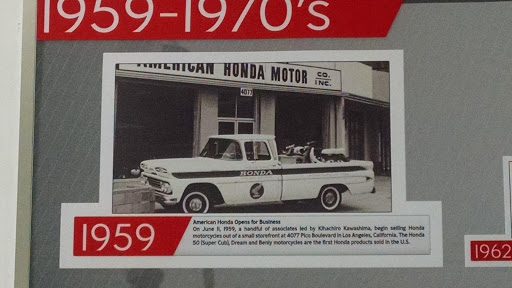 1959-1970's
AMERICAN HONDA MOTOR CO. INC.
4077
HONDA
American Honda Opens for Business
On June 11, 1959, a handful of associates led by Kihachiro Kawashima, begin selling Honda
motorcycles out of a small storefront at 4077 Pico Boulevard in Los Angeles, California. The Honda
50 (Super Cub), Dream and Benly motorcycles are the first Honda products sold in the U.S.
1959
1962